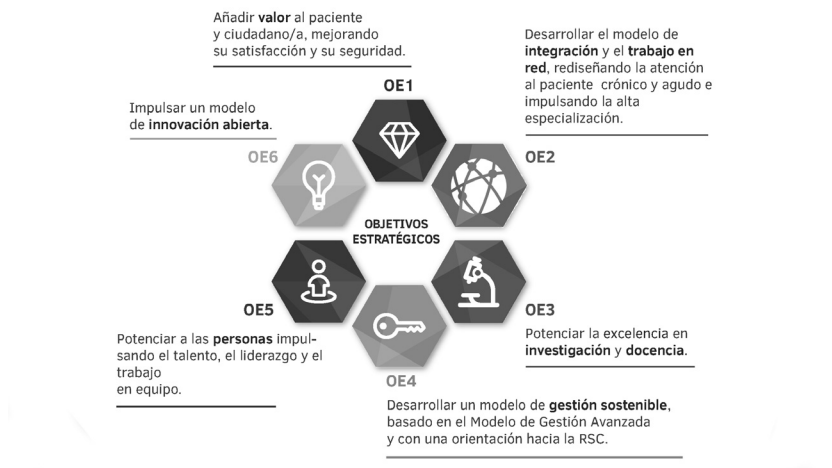 Añadir valor al paciente
y ciudadano/a, mejorando
su satisfacción y su seguridad.
OE1
Desarrollar el modelo de
integración y el trabajo en
red, rediseñando la atención
al paciente crónico y agudo e
impulsando la alta
especialización.
OE2
Impulsar un modelo
de innovación abierta.
OE6
OBJETIVOS
ESTRATÉGICOS
OE5
Potenciar a las personas impul-
sando el talento, el liderazgo y el
trabajo
en equipo.
OE3
Potenciar la excelencia en
investigación y docencia.
OE4
Desarrollar un modelo de gestión sostenible,
basado en el Modelo de Gestión Avanzada
y con una orientación hacia la RSC.